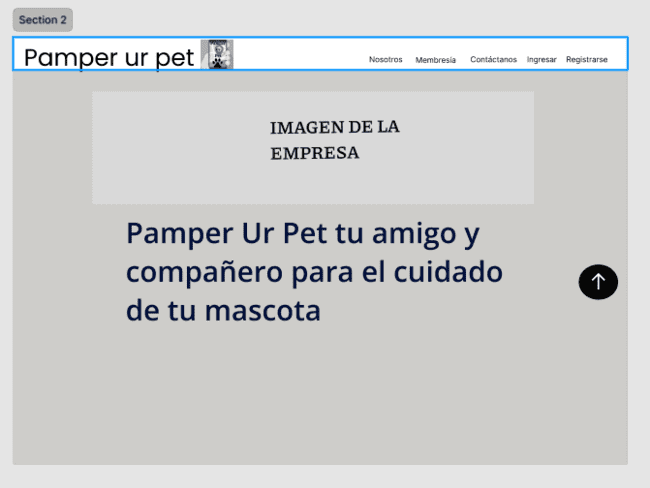 Section 2
Pamper ur pet
Nosotros Membresía Contáctanos Ingresar Registrarse
IMAGEN DE LA
EMPRESA
Pamper Ur Pet tu amigo y
compañero para el cuidado
de tu mascota